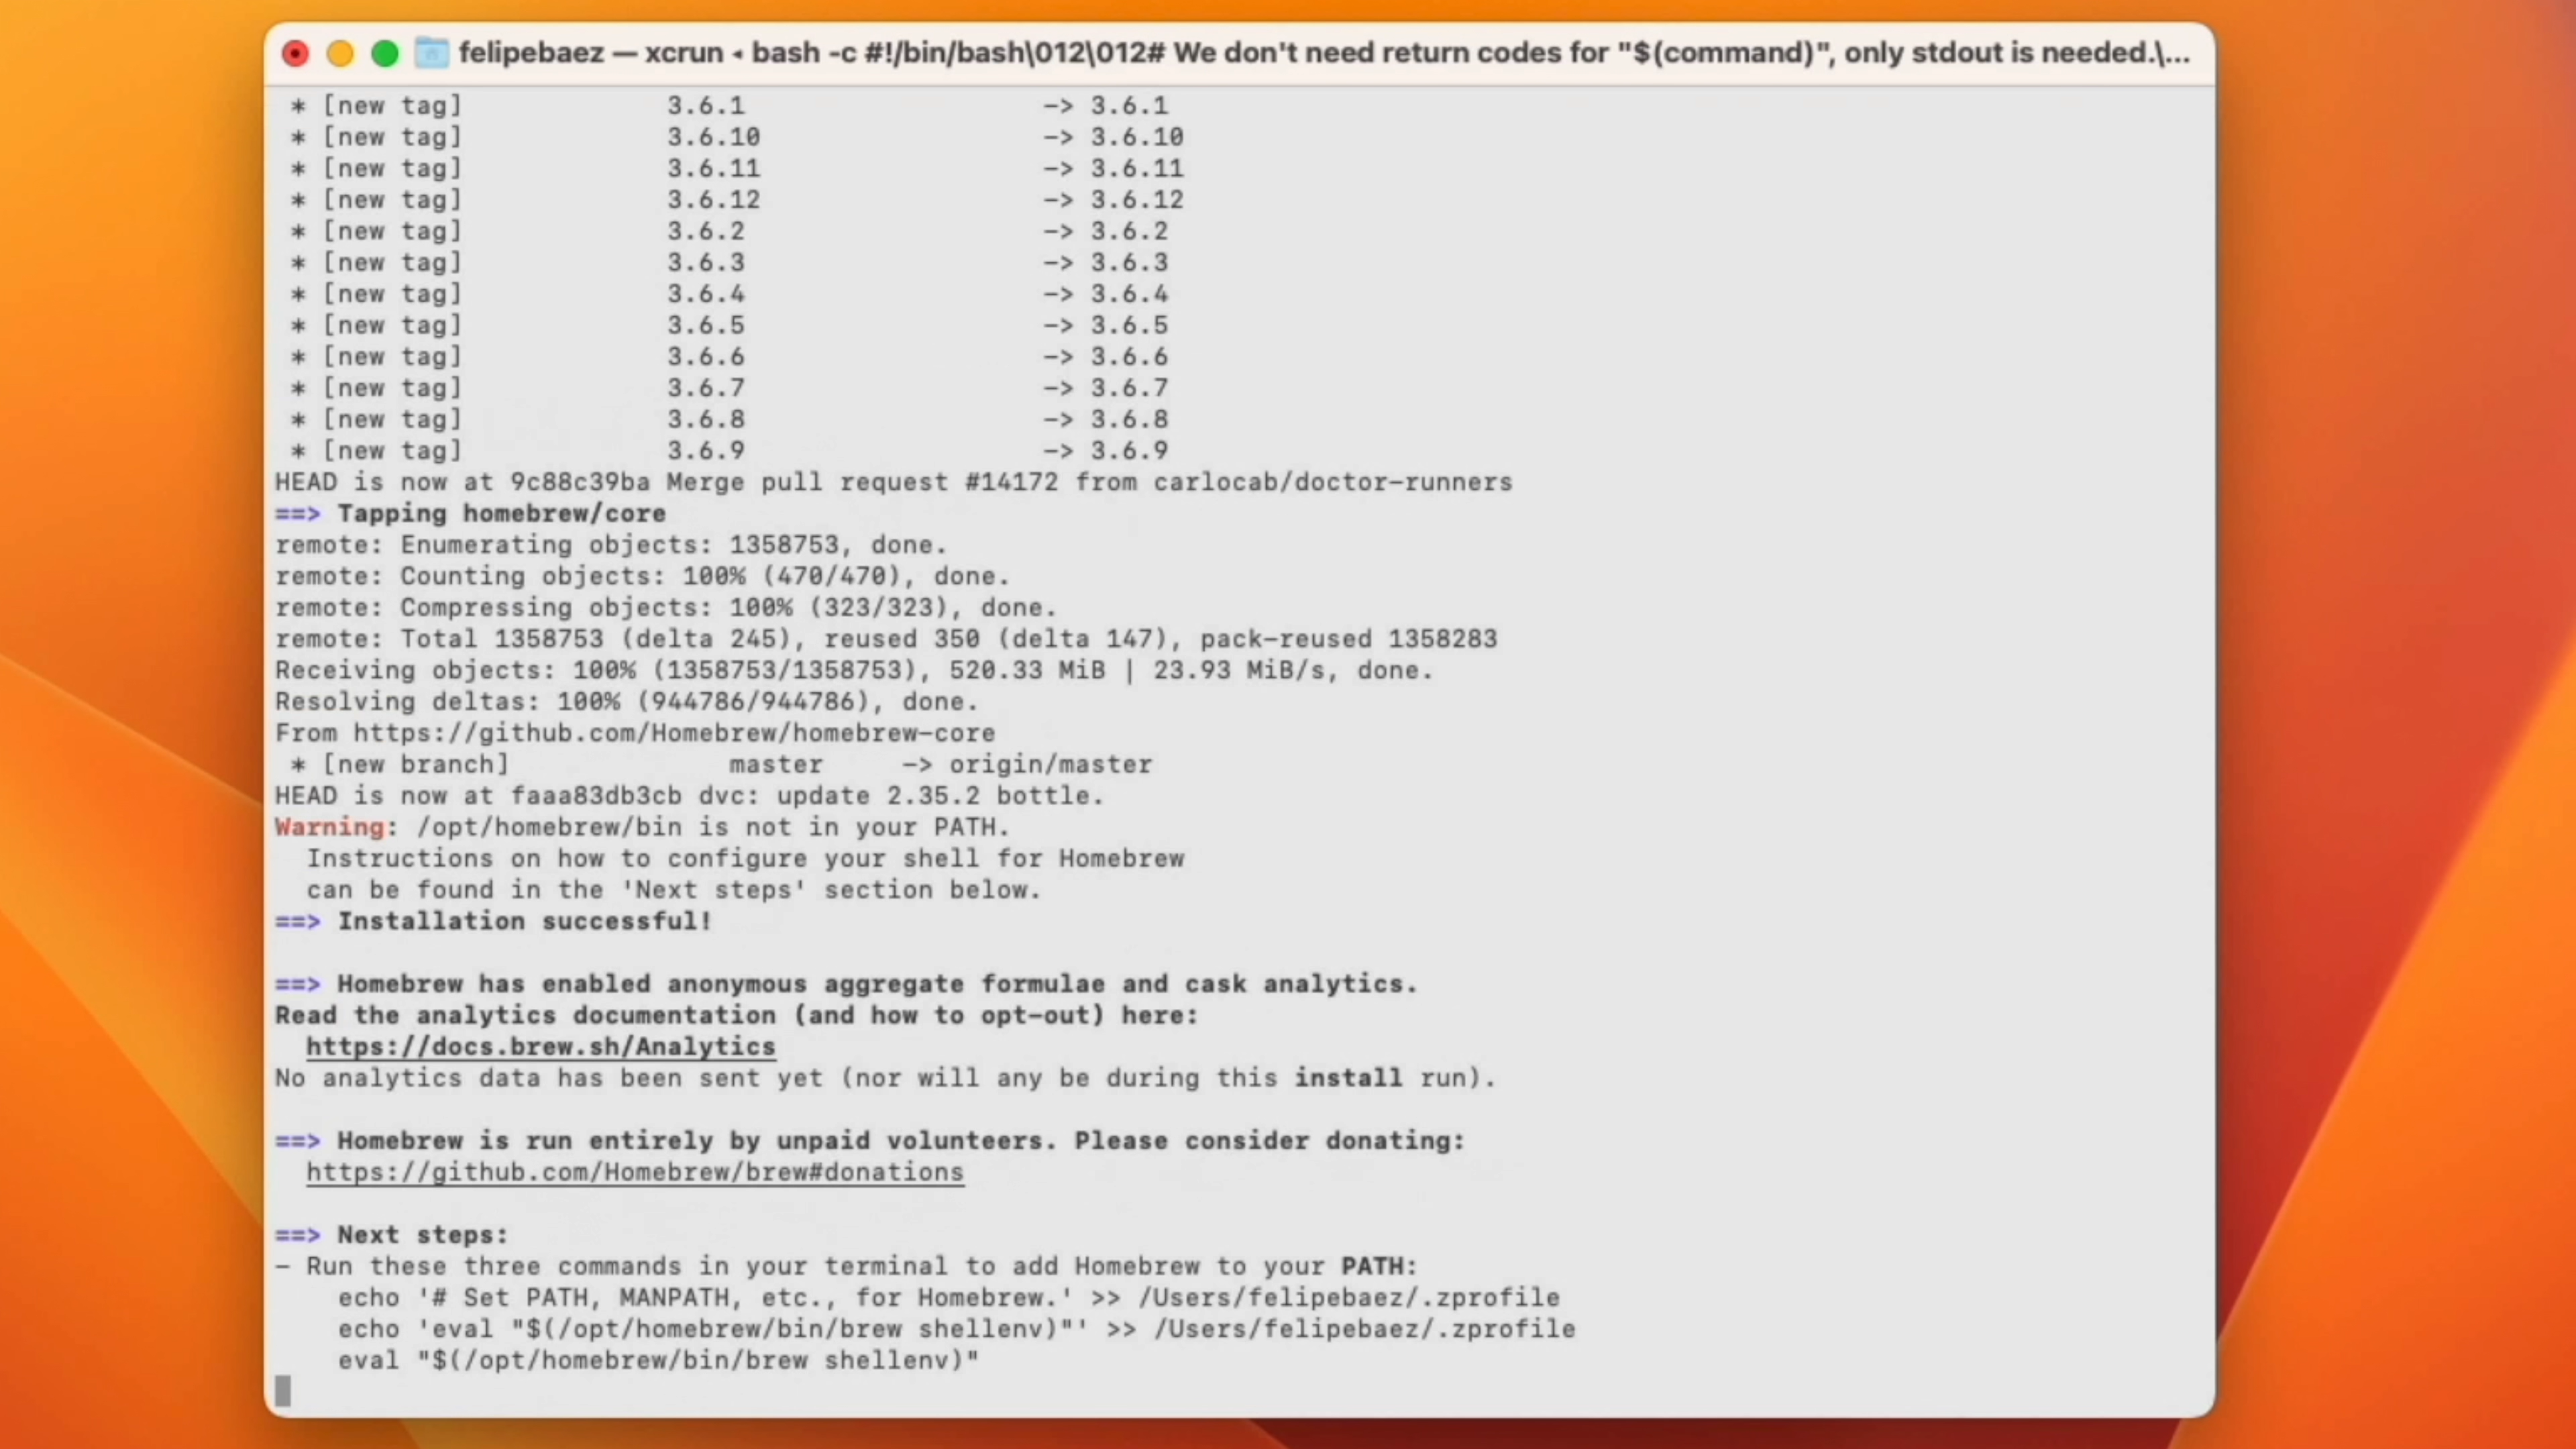 felipebaez — xcrun ◂ bash -c #!/bin/bash\012\012# We don't need return codes for "$(command)", only stdout is needed.\...
* [new tag] 3.6.1 -> 3.6.1
* [new tag] 3.6.10 -> 3.6.10
* [new tag] 3.6.11 -> 3.6.11
* [new tag] 3.6.12 -> 3.6.12
* [new tag] 3.6.2 -> 3.6.2
* [new tag] 3.6.3 -> 3.6.3
* [new tag] 3.6.4 -> 3.6.4
* [new tag] 3.6.5 -> 3.6.5
* [new tag] 3.6.6 -> 3.6.6
* [new tag] 3.6.7 -> 3.6.7
* [new tag] 3.6.8 -> 3.6.8
* [new tag] 3.6.9 -> 3.6.9
HEAD is now at 9c88c39ba Merge pull request #14172 from carlocab/doctor-runners
==> Tapping homebrew/core
remote: Enumerating objects: 1358753, done.
remote: Counting objects: 100% (470/470), done.
remote: Compressing objects: 100% (323/323), done.
remote: Total 1358753 (delta 245), reused 350 (delta 147), pack-reused 1358283
Receiving objects: 100% (1358753/1358753), 520.33 MiB | 23.93 MiB/s, done.
Resolving deltas: 100% (944786/944786), done.
From https://github.com/Homebrew/homebrew-core
* [new branch] master -> origin/master
HEAD is now at faaa83db3cb dvc: update 2.35.2 bottle.
Warning: /opt/homebrew/bin is not in your PATH.
Instructions on how to configure your shell for Homebrew
can be found in the 'Next steps' section below.
==> Installation successful!
==> Homebrew has enabled anonymous aggregate formulae and cask analytics.
Read the analytics documentation (and how to opt-out) here:
https://docs.brew.sh/Analytics
No analytics data has been sent yet (nor will any be during this install run).
==> Homebrew is run entirely by unpaid volunteers. Please consider donating:
https://github.com/Homebrew/brew#donations
==> Next steps:
- Run these three commands in your terminal to add Homebrew to your PATH:
echo '# Set PATH, MANPATH, etc., for Homebrew.' >> /Users/felipebaez/.zprofile
echo 'eval "$(/opt/homebrew/bin/brew shellenv)"' >> /Users/felipebaez/.zprofile
eval "$(/opt/homebrew/bin/brew shellenv)"